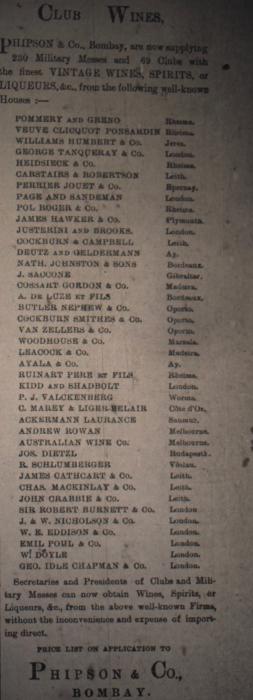 CLUB WINES,
PHIPSON & Co., Bombay, are now supplying
230 Military Messes and 69 Clubs with
the finest VINTAGE WINES, SPIRITS, or
LIQUEURS, &c., from the following well-known
Houses :—
POMMERY AND GRENO Rheims.
VEUVE CLICQUOT PONSARDIN Rheims.
WILLIAMS HUMBERT & Co. Jerez.
GEORGE TANQUERAY & Co. London.
HEIDSIECK & Co. Rheims.
CARSTAIRS & ROBERTSON Leith.
PERRIER JOUET & Co. Epernay.
PAGE AND SANDEMAN London.
POL ROGER & Co. Rheims.
JAMES HAWKER & Co. Plymouth.
JUSTERINI AND BROOKS. London.
COCKBURN & CAMPBELL Leith.
DEUTZ AND GELDERMANN Ay.
NATH. JOHNSTON & SONS Bordeaux.
J. SACCONE Gibraltar.
COSSART GORDON & Co. Madeira.
A. DE LUZE ET FILS Bordeaux.
BUTLER NEPHEW & Co. Oporto.
COCKBURN SMITHES & Co. Oporto.
VAN ZELLERS & Co. Oporto.
WOODHOUSE & Co. Marsala.
LEACOCK & Co. Madeira.
AYALA & Co. Ay.
RUINART PERE ET FILS Rheims.
KIDD AND SHADBOLT London.
P. J. VALCKENBERG Worms.
C. MAREY & LIGER-BELAIR Côte d'Or.
ACKERMANN LAURANCE Saumur.
ANDREW ROWAN Melbourne.
AUSTRALIAN WINE Co. Melbourne.
JOS. DIETZL Budapesth.
R. SCHLUMBERGER Vöslau.
JAMES CATHCART & Co. Leith.
CHAS. MACKINLAY & Co. Leith.
JOHN CRABBIE & Co. Leith.
SIR ROBERT BURNETT & Co. London
J. & W. NICHOLSON & Co. London.
W. E. EDDISON & Co. London.
EMIL POUL & Co. London.
W. DOYLE London.
GEO. IDLE CHAPMAN & Co. London.
Secretaries and Presidents of Clubs and Mili-
tary Messes can now obtain Wines, Spirits, or
Liqueurs, &c., from the above well-known Firms,
without the inconvenience and expense of import-
ing direct.
PRICE LIST ON APPLICATION TO
PHIPSON & Co.,
BOMBAY.